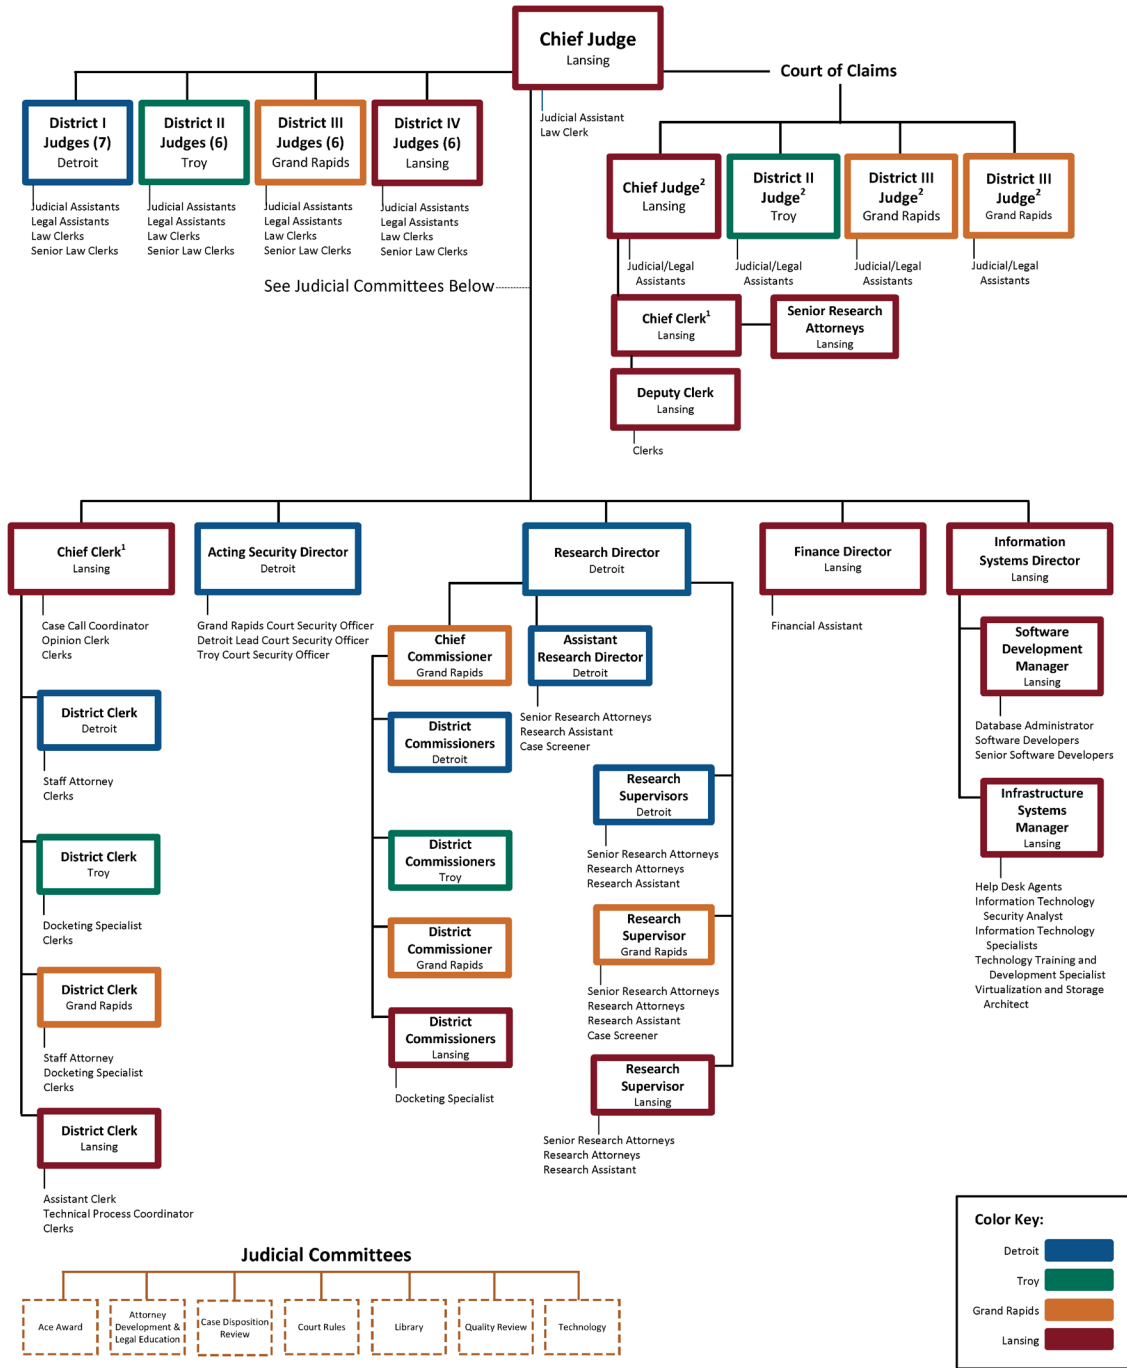 Chief Judge
Lansing
Court of Claims
Judicial Assistant
Law Clerk
District I
Judges (7)
Detroit
Judicial Assistants
Legal Assistants
Law Clerks
Senior Law Clerks
District II
Judges (6)
Troy
Judicial Assistants
Legal Assistants
Law Clerks
Senior Law Clerks
District III
Judges (6)
Grand Rapids
Judicial Assistants
Legal Assistants
Law Clerks
Senior Law Clerks
District IV
Judges (6)
Lansing
Judicial Assistants
Legal Assistants
Law Clerks
Senior Law Clerks
Chief Judge²
Lansing
Judicial/Legal
Assistants
District II
Judge²
Troy
Judicial/Legal
Assistants
District III
Judge²
Grand Rapids
Judicial/Legal
Assistants
District III
Judge²
Grand Rapids
Judicial/Legal
Assistants
See Judicial Committees Below
Chief Clerk¹
Lansing
Senior Research
Attorneys
Lansing
Deputy Clerk
Lansing
Clerks
Chief Clerk¹
Lansing
Case Call Coordinator
Opinion Clerk
Clerks
District Clerk
Detroit
Staff Attorney
Clerks
District Clerk
Troy
Docketing Specialist
Clerks
District Clerk
Grand Rapids
Staff Attorney
Docketing Specialist
Clerks
District Clerk
Lansing
Assistant Clerk
Technical Process Coordinator
Clerks
Acting Security Director
Detroit
Grand Rapids Court Security Officer
Detroit Lead Court Security Officer
Troy Court Security Officer
Research Director
Detroit
Chief
Commissioner
Grand Rapids
District
Commissioners
Detroit
District
Commissioners
Troy
District
Commissioner
Grand Rapids
District
Commissioners
Lansing
Docketing Specialist
Assistant
Research Director
Detroit
Senior Research Attorneys
Research Assistant
Case Screener
Research
Supervisors
Detroit
Senior Research Attorneys
Research Attorneys
Research Assistant
Research
Supervisor
Grand Rapids
Senior Research Attorneys
Research Attorneys
Research Assistant
Case Screener
Research
Supervisor
Lansing
Senior Research Attorneys
Research Attorneys
Research Assistant
Finance Director
Lansing
Financial Assistant
Information
Systems Director
Lansing
Software
Development
Manager
Lansing
Database Administrator
Software Developers
Senior Software Developers
Infrastructure
Systems
Manager
Lansing
Help Desk Agents
Information Technology
Security Analyst
Information Technology
Specialists
Technology Training and
Development Specialist
Virtualization and Storage
Architect
Judicial Committees
Ace Award
Attorney
Development &
Legal Education
Case Disposition
Review
Court Rules
Library
Quality Review
Technology
Color Key:
Detroit
Troy
Grand Rapids
Lansing